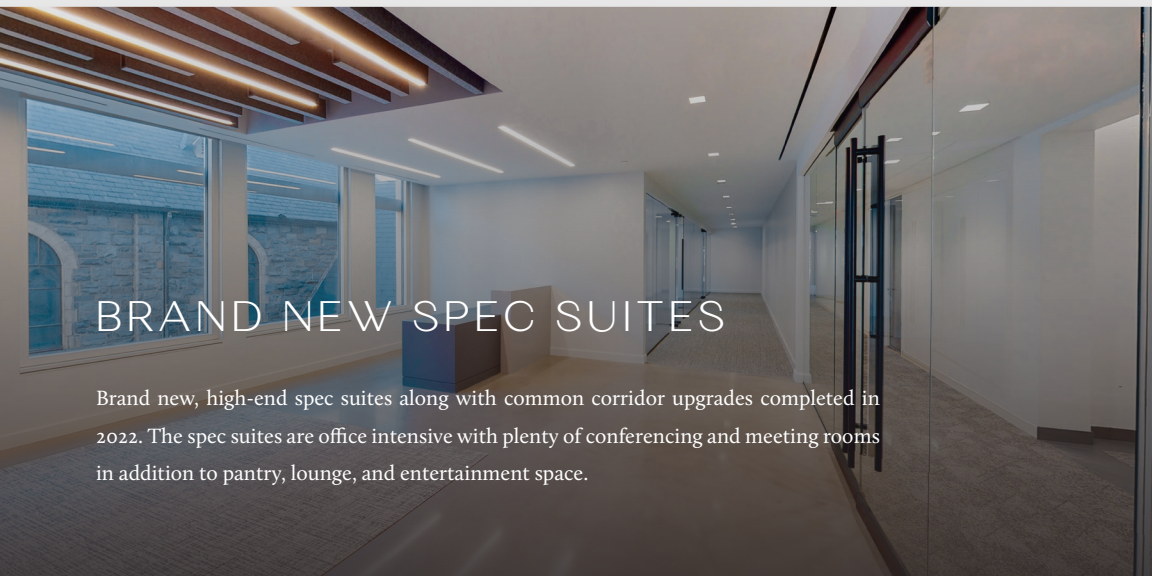 BRAND NEW SPEC SUITES
Brand new, high-end spec suites along with common corridor upgrades completed in
2022. The spec suites are office intensive with plenty of conferencing and meeting rooms
in addition to pantry, lounge, and entertainment space.